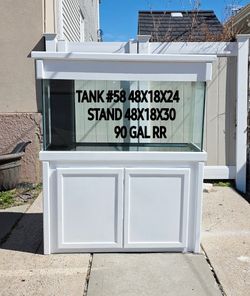 TANK #58 48X18X24
STAND 48X18X30
90 GAL RR